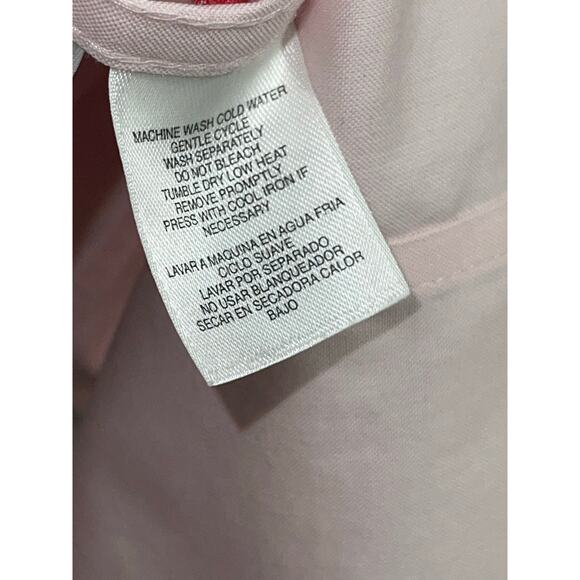 MACHINE WASH COLD WATER
GENTLE CYCLE
WASH SEPARATELY
DO NOT BLEACH
TUMBLE DRY LOW HEAT
REMOVE PROMPTLY
PRESS WITH COOL IRON IF
NECESSARY
LAVAR A MAQUINA EN AGUA FRIA
CICLO SUAVE
LAVAR POR SEPARADO
NO USAR BLANQUEADOR
SECAR EN SECADORA CALOR
BAJO